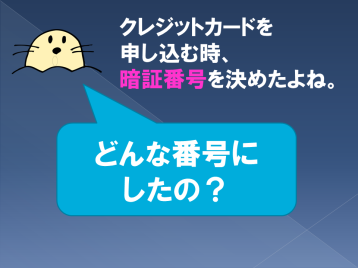 クレジットカードを
申し込む時、
暗証番号を決めたよね。
どんな番号に
したの？